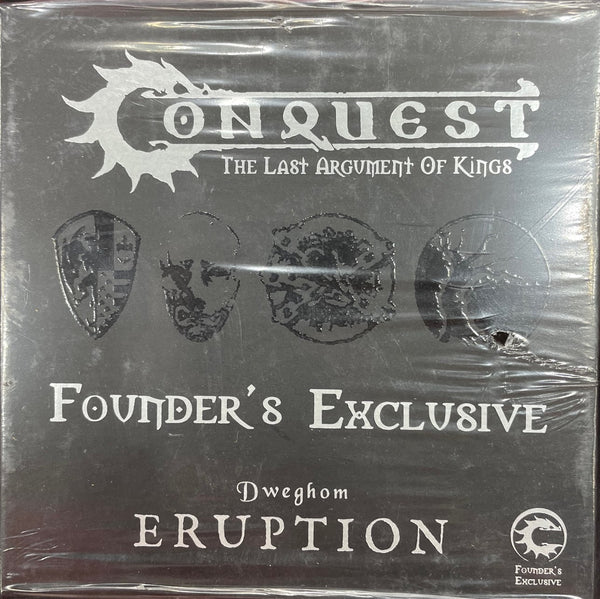 CONQUEST
THE LAST ARGUMENT OF KINGS
FOUNDER'S EXCLUSIVE
Dweghom
ERUPTION
FOUNDER'S
EXCLUSIVE